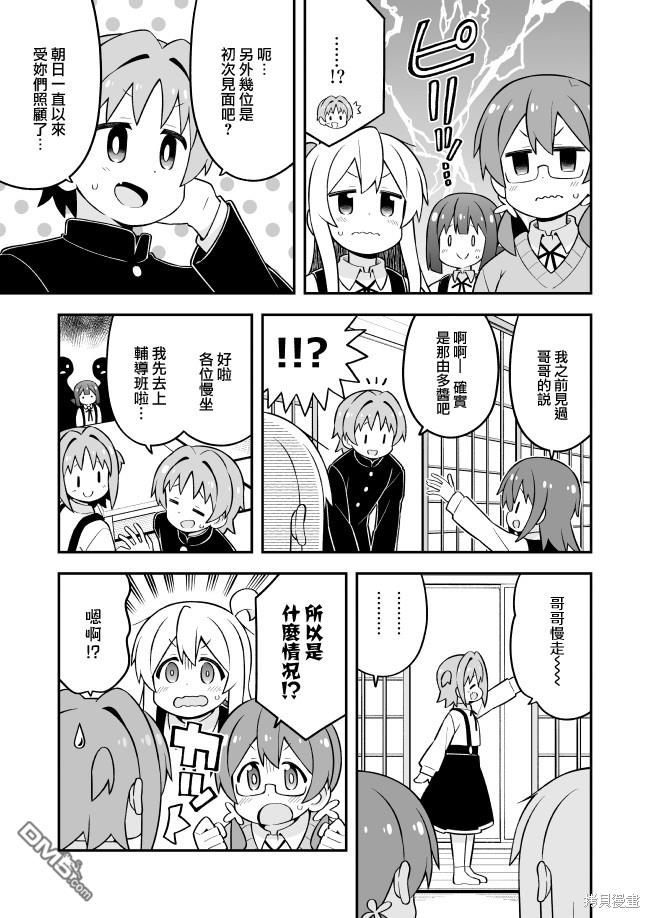 ピリッ
………
!?
呃…
另外幾位是
初次見面吧?
朝日一直以來
受妳們照顧了…
我之前見過
哥哥的說
啊啊—確實
是那由多醬吧
!!?
好啦
各位慢坐
我先去上
輔導班啦…
哥哥慢走~~~
………
………
所以是
什麼情况!?
ガッ
嗯啊!?
DM5.com
拷貝漫畫